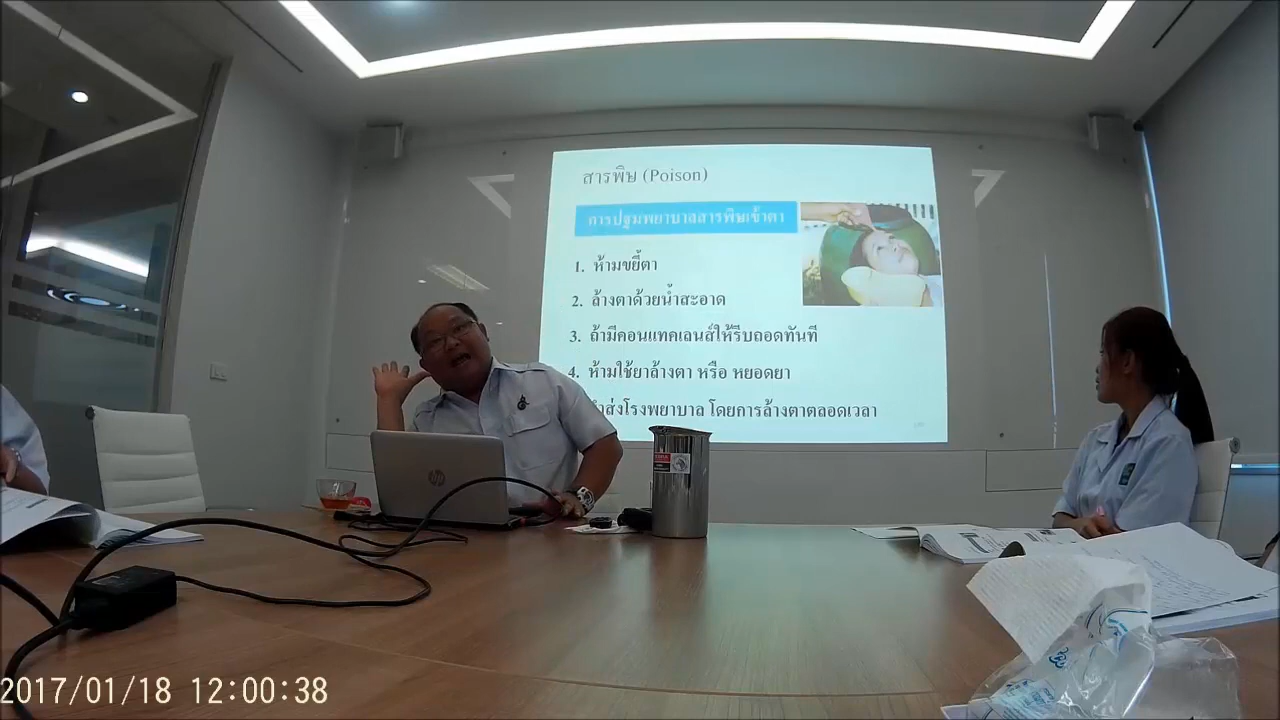 สารพิษ (Poison)
การปฐมพยาบาลสารพิษเข้าตา
1. ห้ามขยี้ตา
2. ล้างตาด้วยน้ำสะอาด
3. ถ้ามีคอนแทคเลนส์ให้รีบถอดทันที
4. ห้ามใช้ยาล้างตา หรือ หยอดยา
ส่งโรงพยาบาล โดยการล้างตาตลอดเวลา
hp
2017/01/18 12:00:38